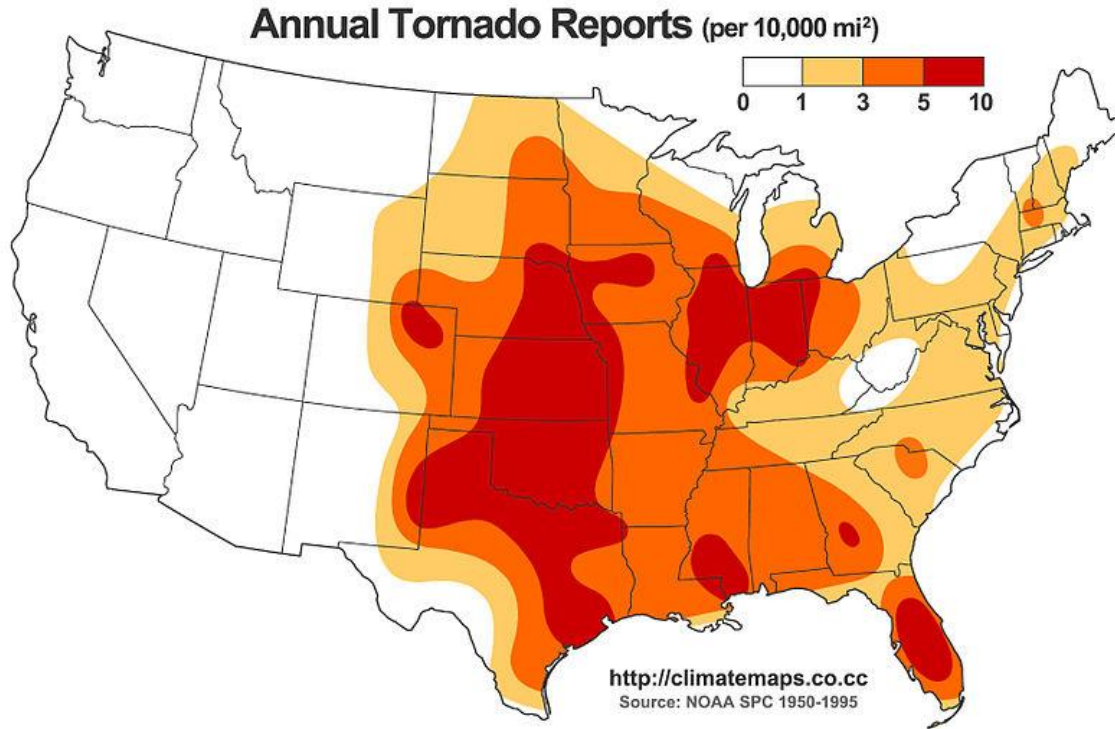 Annual Tornado Reports (per 10,000 mi²)
0 1 3 5 10
http://climatemaps.co.cc
Source: NOAA SPC 1950-1995